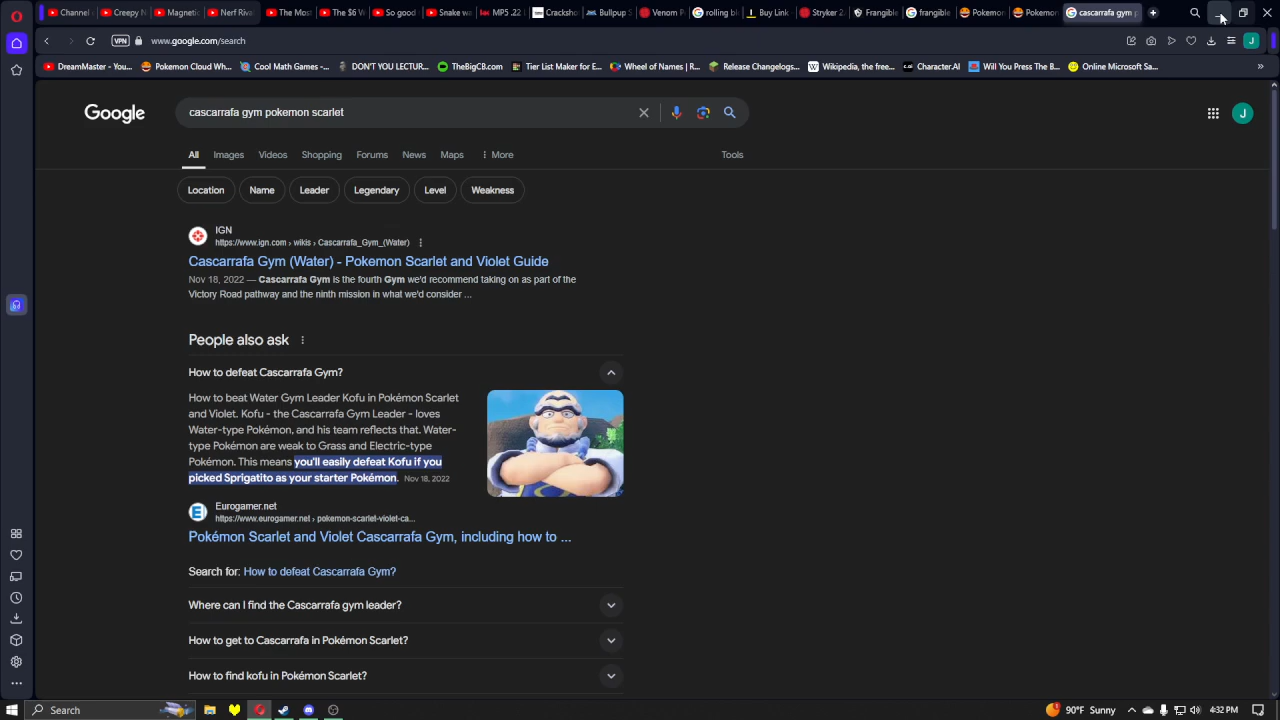 Channel
Creepy N
Magnetic
Nerf Rival
The Most
The $6 V
So good
Snake wa
MP5 .22 l
Crackshot
Bullpup S
Venom Po
rolling blo
Buy Link
Stryker 22
Frangible
frangible
Pokemon
Pokemon
cascarrafa gym p
VPN
www.google.com/search
J
DreamMaster - You...
Pokemon Cloud Wh...
Cool Math Games -...
DON'T YOU LECTUR...
TheBigCB.com
Tier List Maker for E...
Wheel of Names | R...
Release Changelogs...
Wikipedia, the free...
Character.AI
Will You Press The B...
Online Microsoft Sa...
Google
cascarrafa gym pokemon scarlet
J
All
Images
Videos
Shopping
Forums
News
Maps
More
Tools
Location
Name
Leader
Legendary
Level
Weakness
IGN
https://www.ign.com › wikis › Cascarrafa_Gym_(Water)
Cascarrafa Gym (Water) - Pokemon Scarlet and Violet Guide
Nov 18, 2022 — Cascarrafa Gym is the fourth Gym we'd recommend taking on as part of the
Victory Road pathway and the ninth mission in what we'd consider ...
People also ask
How to defeat Cascarrafa Gym?
How to beat Water Gym Leader Kofu in Pokémon Scarlet
and Violet. Kofu - the Cascarrafa Gym Leader - loves
Water-type Pokémon, and his team reflects that. Water-
type Pokémon are weak to Grass and Electric-type
Pokémon. This means you'll easily defeat Kofu if you
picked Sprigatito as your starter Pokémon. Nov 18, 2022
Eurogamer.net
https://www.eurogamer.net › pokemon-scarlet-violet-ca...
Pokémon Scarlet and Violet Cascarrafa Gym, including how to ...
Search for: How to defeat Cascarrafa Gym?
Where can I find the Cascarrafa gym leader?
How to get to Cascarrafa in Pokémon Scarlet?
How to find kofu in Pokémon Scarlet?
Search
90°F Sunny
4:32 PM